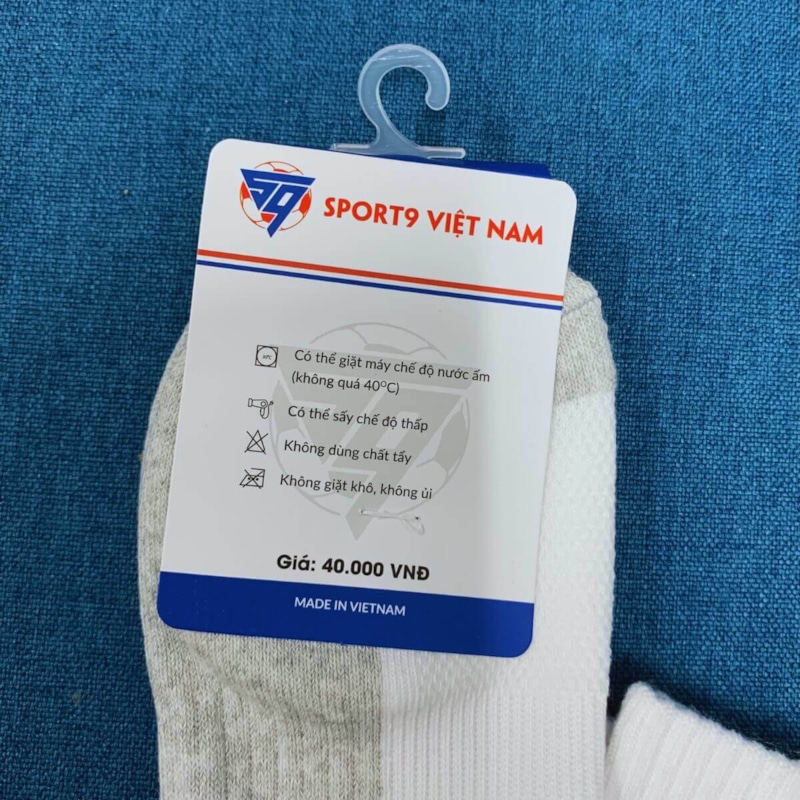 S9
SPORT9 VIỆT NAM
Có thể giặt máy chế độ nước ấm
(không quá 40°C)
Có thể sấy chế độ thấp
Không dùng chất tẩy
Không giặt khô, không ủi
Giá: 40.000 VNĐ
MADE IN VIETNAM